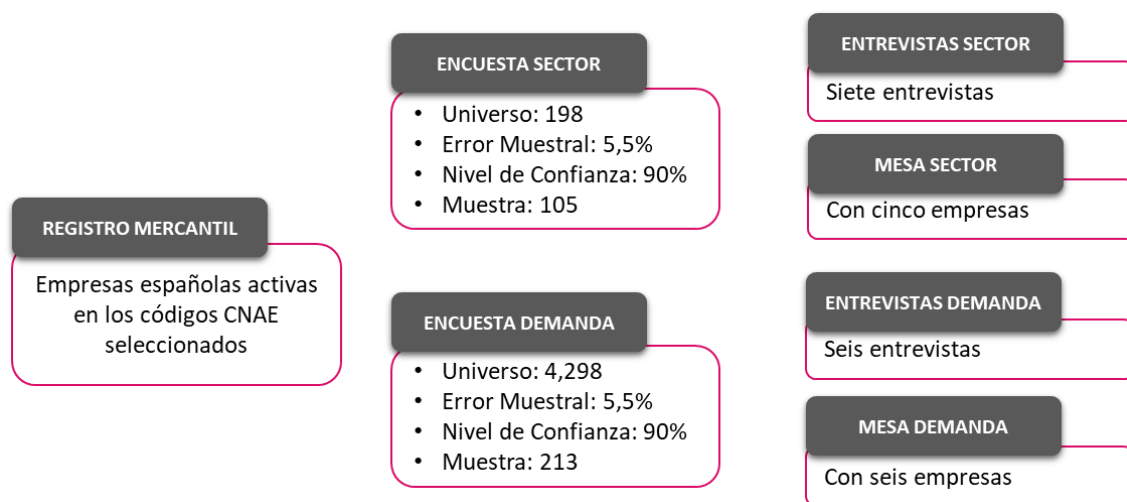 REGISTRO MERCANTIL
Empresas españolas activas
en los códigos CNAE
seleccionados
ENCUESTA SECTOR
• Universo: 198
• Error Muestral: 5,5%
• Nivel de Confianza: 90%
• Muestra: 105
ENCUESTA DEMANDA
• Universo: 4,298
• Error Muestral: 5,5%
• Nivel de Confianza: 90%
• Muestra: 213
ENTREVISTAS SECTOR
Siete entrevistas
MESA SECTOR
Con cinco empresas
ENTREVISTAS DEMANDA
Seis entrevistas
MESA DEMANDA
Con seis empresas